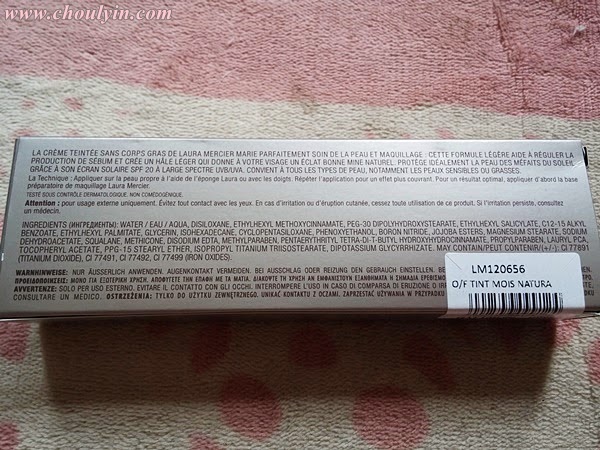 www.choulyin.com
LA CRÈME TEINTÉE SANS CORPS GRAS DE LAURA MERCIER MARIE PARFAITEMENT SOIN DE LA PEAU ET MAQUILLAGE : CETTE FORMULE LÉGÈRE AIDE À RÉGULER LA
PRODUCTION DE SÉBUM ET CRÉE UN HÂLE LÉGER QUI DONNE À VOTRE VISAGE UN ÉCLAT BONNE MINE NATUREL. PROTÈGE IDÉALEMENT LA PEAU DES MÉFAITS DU SOLEIL
GRÂCE À SON ÉCRAN SOLAIRE SPF 20 À LARGE SPECTRE UVB/UVA. CONVIENT À TOUS LES TYPES DE PEAU, NOTAMMENT LES PEAUX SENSIBLES OU GRASSES.
La Technique : Appliquer sur la peau propre à l'aide de l'éponge Laura ou avec les doigts. Répéter l'application pour un effet plus couvrant. Pour un résultat optimal, appliquer d'abord la base
préparatoire de maquillage Laura Mercier.
TESTÉ SOUS CONTRÔLE DERMATOLOGIQUE. NON COMÉDOGÉNIQUE.
Attention : pour usage externe uniquement. Évitez tout contact avec les yeux. En cas d'irritation ou d'éruption cutanée, cessez toute utilisation du produit. Si l'irritation persiste, consultez
un médecin.
INGREDIENTS (ИНГРЕДИЕНТЫ): WATER / EAU / AQUA, DISILOXANE, ETHYLHEXYL METHOXYCINNAMATE, PEG-30 DIPOLYHYDROXYSTEARATE, ETHYLHEXYL SALICYLATE, C12-15 ALKYL
BENZOATE, ETHYLHEXYL PALMITATE, GLYCERIN, ISOHEXADECANE, CYCLOPENTASILOXANE, PHENOXYETHANOL, BORON NITRIDE, JOJOBA ESTERS, MAGNESIUM STEARATE, SODIUM
DEHYDROACETATE, SQUALANE, METHICONE, DISODIUM EDTA, METHYLPARABEN, PENTAERYTHRITYL TETRA-DI-T-BUTYL HYDROXYHYDROCINNAMATE, PROPYLPARABEN, LAURYL PCA,
TOCOPHERYL ACETATE, PPG-15 STEARYL ETHER, ISOPROPYL TITANIUM TRIISOSTEARATE, DIPOTASSIUM GLYCYRRHIZATE. MAY CONTAIN/PEUT CONTENIR/(+/-): CI 77891
(TITANIUM DIOXIDE), CI 77491, CI 77492, CI 77499 (IRON OXIDES).
WARNHINWEISE: NUR ÄUSSERLICH ANWENDEN. AUGENKONTAKT VERMEIDEN. BEI AUSSCHLAG ODER REIZUNG DEN GEBRAUCH EINSTELLEN.
ΠΡΟΕΙΔΟΠΟΙΗΣΗ: ΜΟΝΟ ΓΙΑ ΕΞΩΤΕΡΙΚΗ ΧΡΗΣΗ. ΑΠΟΦΥΓΕΤΕ ΤΗΝ ΕΠΑΦΗ ΜΕ ΤΑ ΜΑΤΙΑ. ΔΙΑΚΟΨΤΕ ΤΗ ΧΡΗΣΗ ΑΝ ΕΜΦΑΝΙΣΤΟΥΝ
AVVERTENZE: SOLO PER USO ESTERNO. EVITARE IL CONTATTO CON GLI OCCHI. INTERROMPERE L'USO IN CASO DI COMPARSA DI ERUZIONE O
CONSULTARE UN MEDICO. OSTRZEŻENIA: TYLKO DO UŻYTKU ZEWNĘTRZNEGO. UNIKAĆ KONTAKTU Z OCZAMI. ZAPRZESTAĆ UŻYWANIA W PRZYPADKU
LM120656
O/F TINT MOIS NATURA